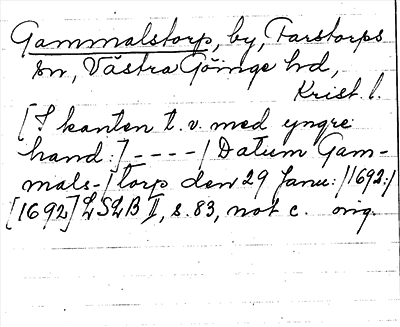 Gammalstorp, by, Farstorps
sn, Västra Göinge hd,
Krist. l.
[I kanten t. v. med yngre
hand:] - - - - / Datum Gam-
mals- / torp den 29 Janu: / 1692: /
[1692] LSLB II, s. 83, not c. orig.